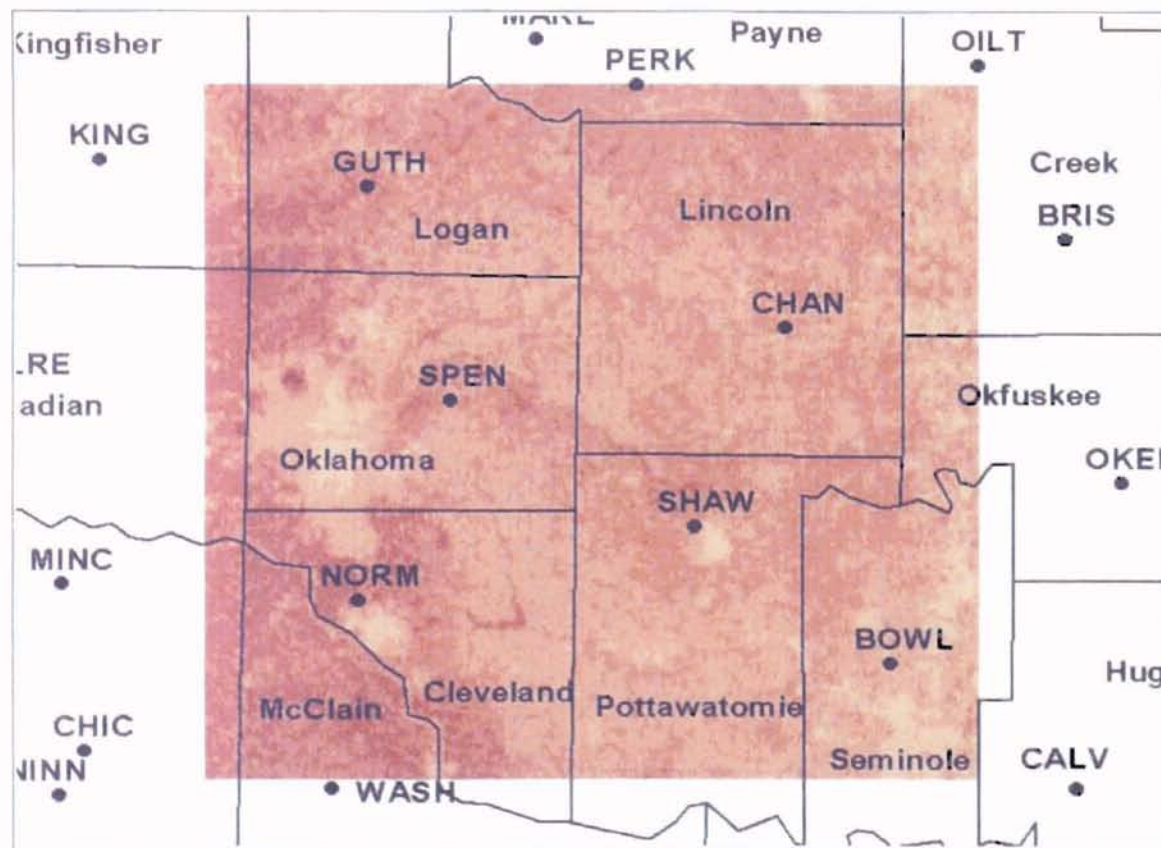 Kingfisher
Payne
OILT
PERK
KING
GUTH
Creek
Lincoln
BRIS
Logan
CHAN
SPEN
adian
Okfuskee
Oklahoma
SHAW
MINC
NORM
BOWL
Cleveland
McClain
Pottawatomie
CHIC
Seminole
CALV
WASH